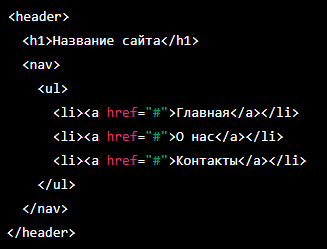 <header>
  <h1>Название сайта</h1>
  <nav>
    <ul>
      <li><a href="#">Главная</a></li>
      <li><a href="#">О нас</a></li>
      <li><a href="#">Контакты</a></li>
    </ul>
  </nav>
</header>